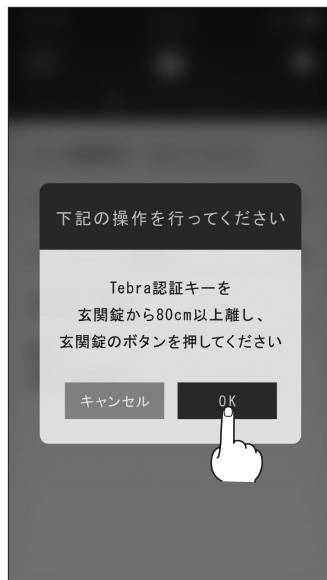 下記の操作を行ってください
Tebra認証キーを
玄関錠から80cm以上離し、
玄関錠のボタンを押してください
キャンセル
OK